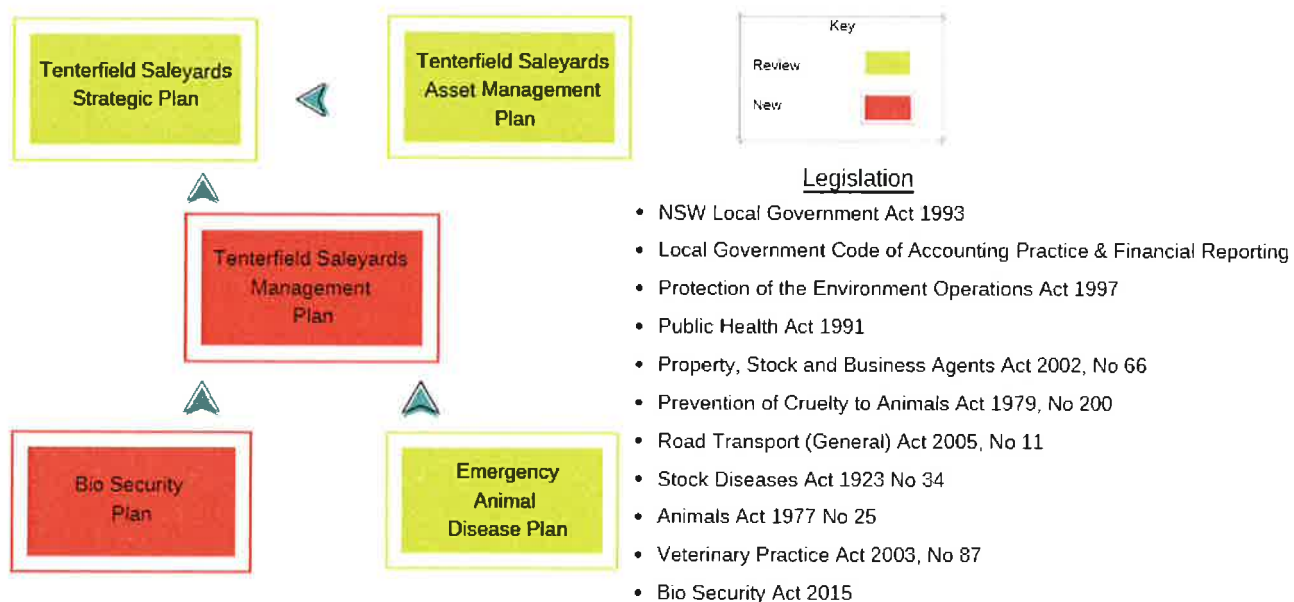 Tenterfield Saleyards
Strategic Plan
Tenterfield Saleyards
Asset Management
Plan
Key
Review
New
Legislation
Tenterfield Saleyards
Management
Plan
Bio Security
Plan
Emergency
Animal
Disease Plan
• NSW Local Government Act 1993
• Local Government Code of Accounting Practice & Financial Reporting
• Protection of the Environment Operations Act 1997
• Public Health Act 1991
• Property, Stock and Business Agents Act 2002, No 66
• Prevention of Cruelty to Animals Act 1979, No 200
• Road Transport (General) Act 2005, No 11
• Stock Diseases Act 1923 No 34
• Animals Act 1977 No 25
• Veterinary Practice Act 2003, No 87
• Bio Security Act 2015